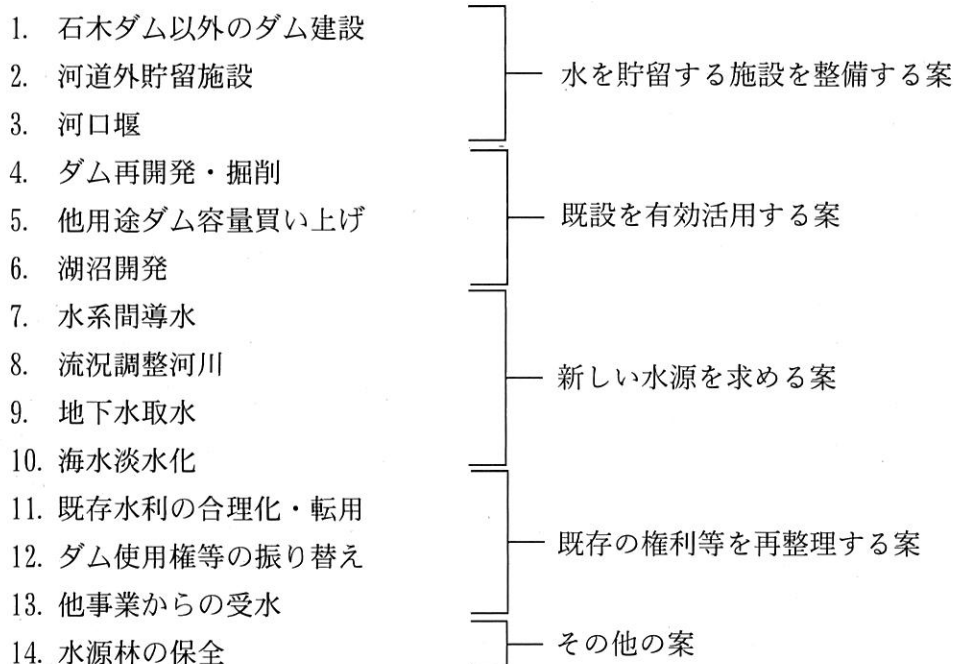 1. 石木ダム以外のダム建設
2. 河道外貯留施設
3. 河口堰
水を貯留する施設を整備する案
4. ダム再開発・掘削
5. 他用途ダム容量買い上げ
6. 湖沼開発
既設を有効活用する案
7. 水系間導水
8. 流況調整河川
9. 地下水取水
10. 海水淡水化
新しい水源を求める案
11. 既存水利の合理化・転用
12. ダム使用権等の振り替え
13. 他事業からの受水
既存の権利等を再整理する案
14. 水源林の保全
その他の案